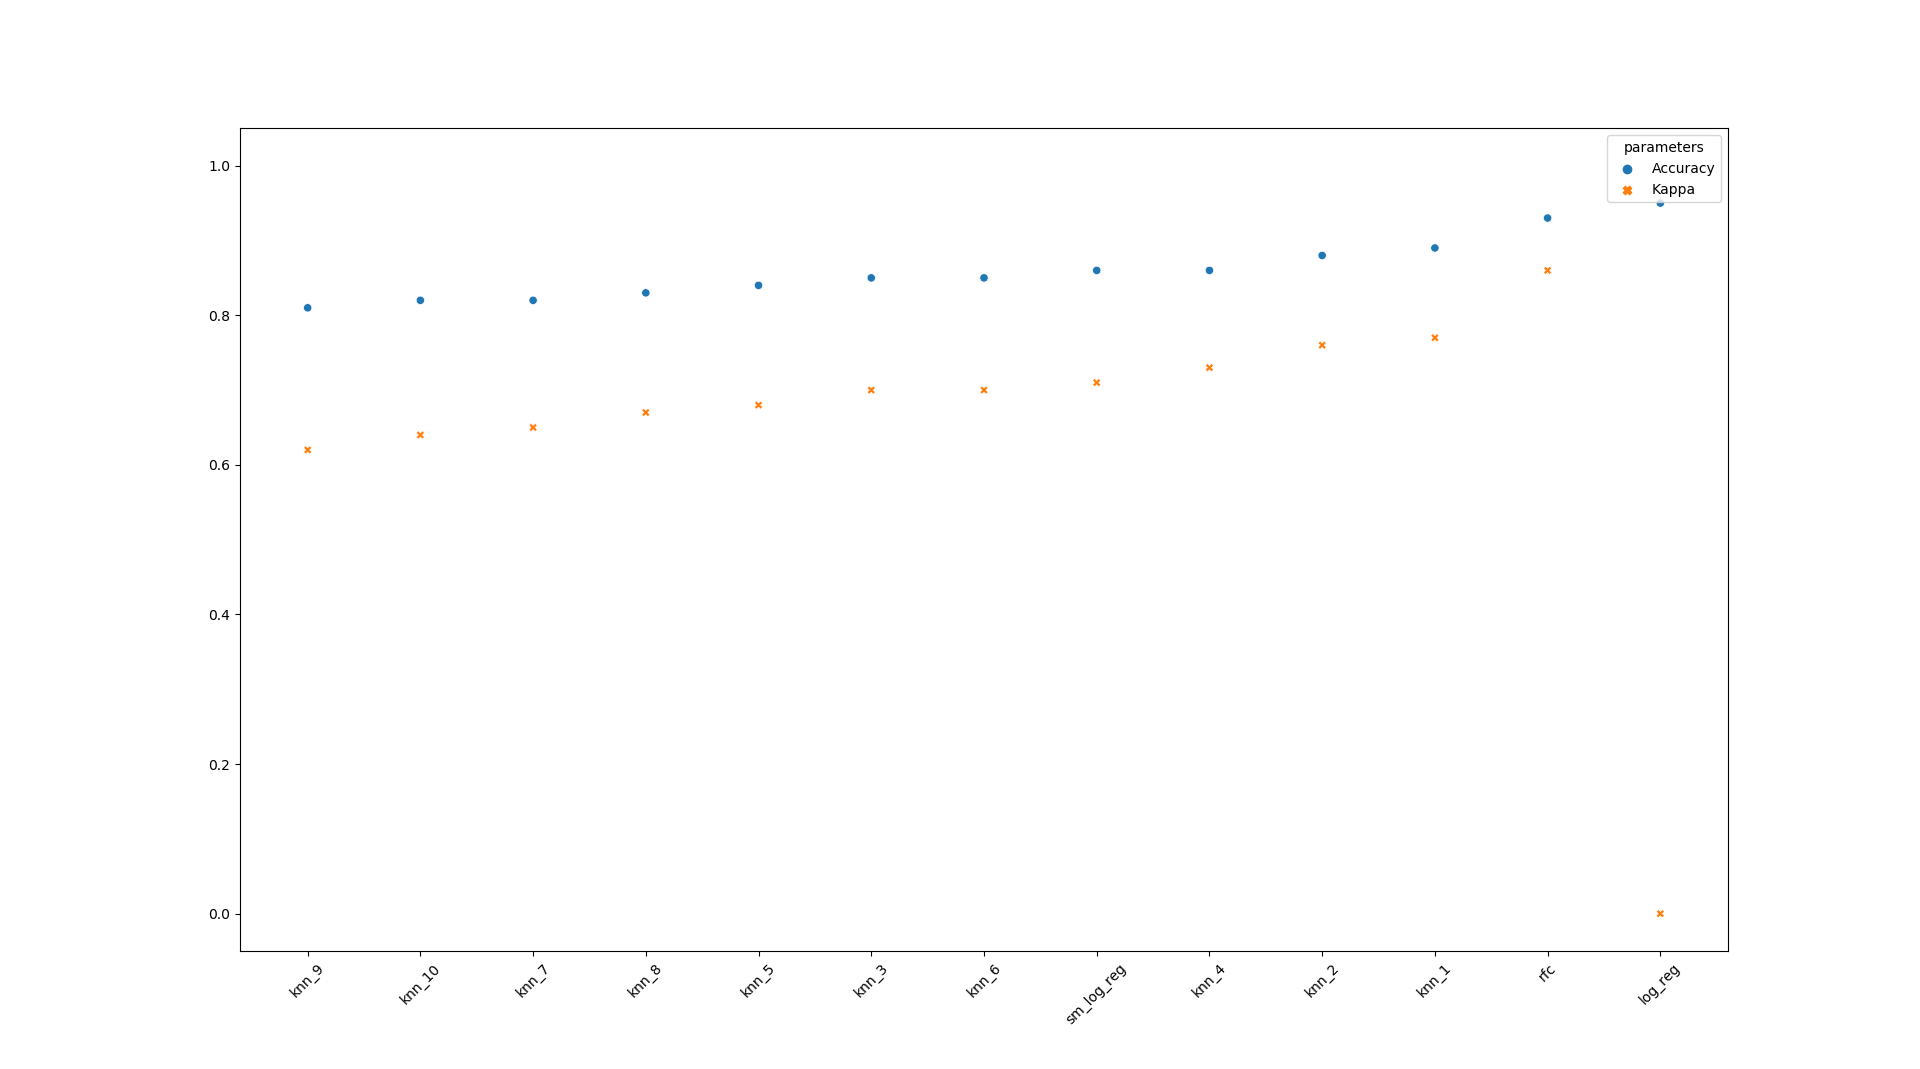 parameters
Accuracy
Kappa
1.0
0.8
0.6
0.4
0.2
0.0
knn_9
knn_10
knn_7
knn_8
knn_5
knn_3
knn_6
sm_log_reg
knn_4
knn_2
knn_1
rfc
log_reg